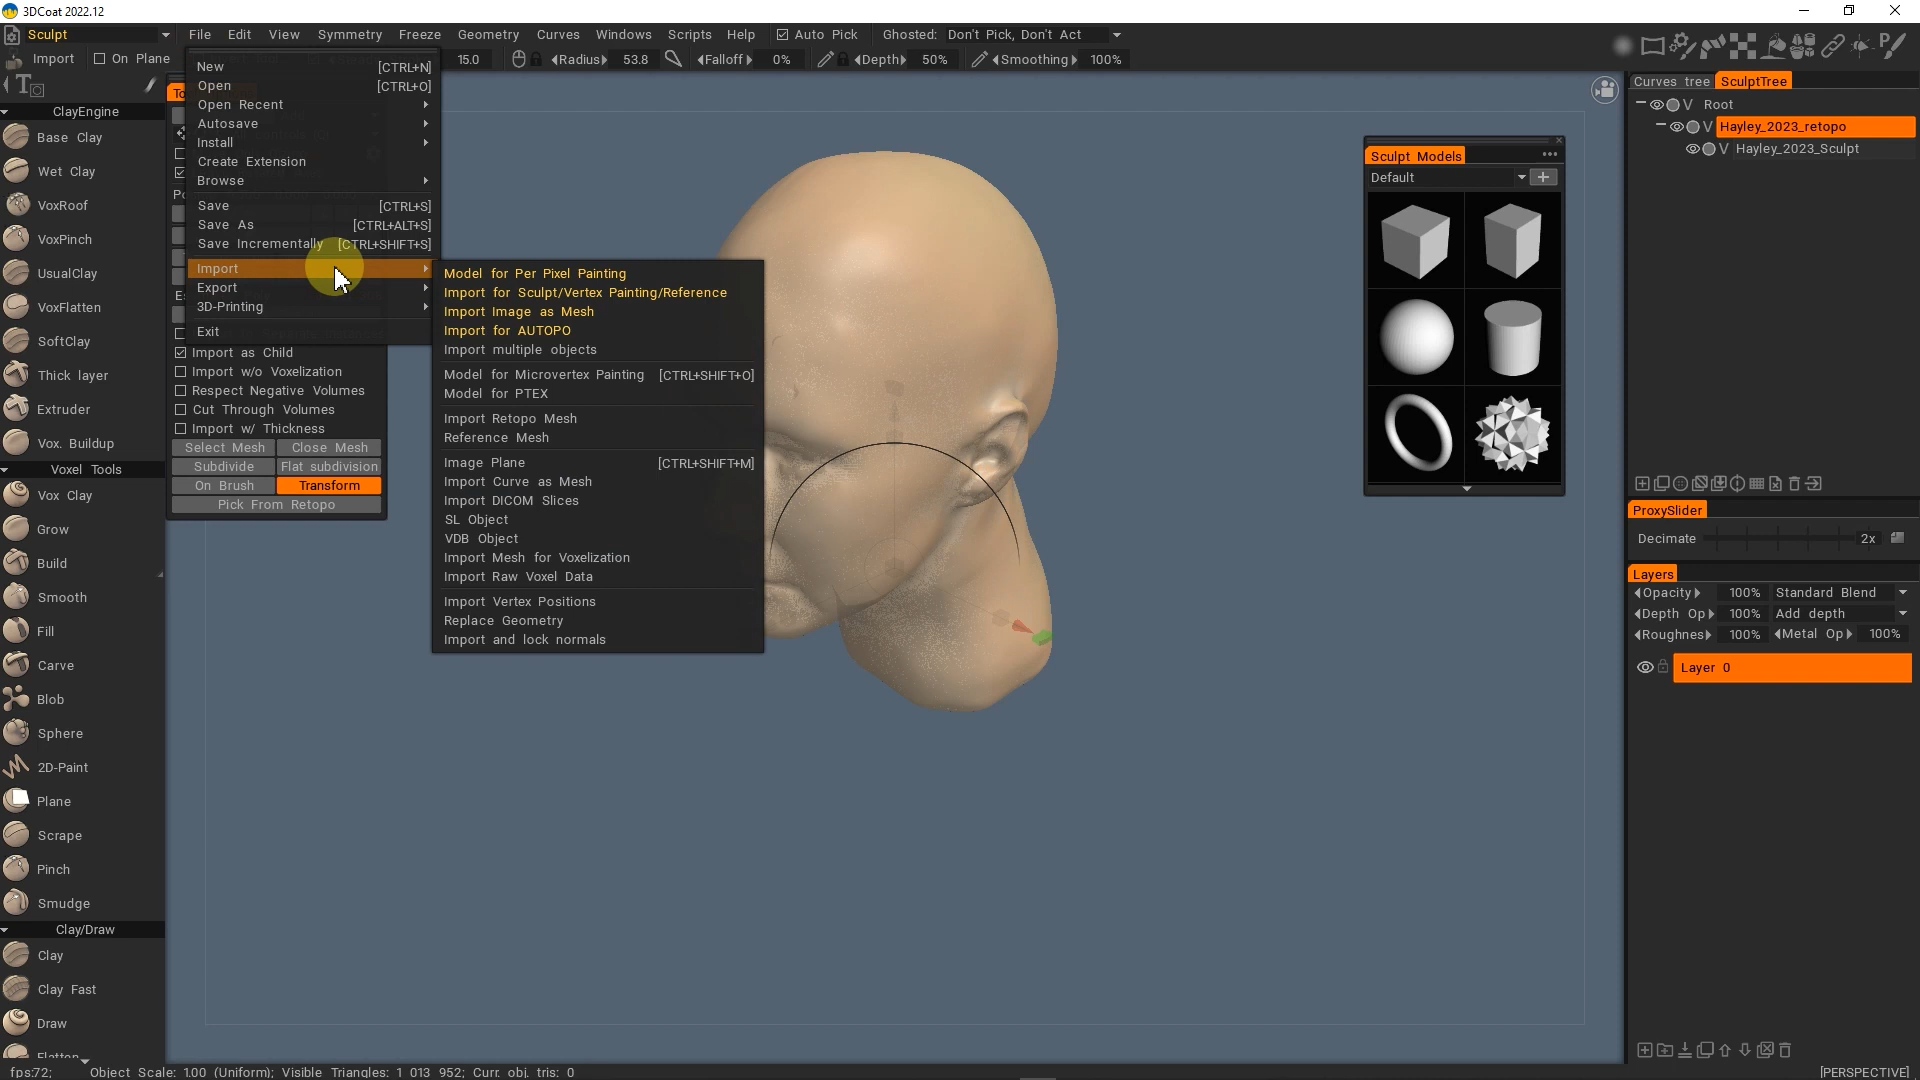 3DCoat 2022.12
Sculpt File Edit View Symmetry Freeze Geometry Curves Windows Scripts Help Auto Pick Ghosted: Don't Pick, Don't Act
Import On Plane 15.0 Radius 53.8 Falloff 0% Depth 50% Smoothing 100%
ClayEngine
Base Clay
Wet Clay
VoxRoof
VoxPinch
UsualClay
VoxFlatten
SoftClay
Thick layer
Extruder
Vox. Buildup
Voxel Tools
Vox Clay
Grow
Build
Smooth
Fill
Carve
Blob
Sphere
2D-Paint
Plane
Scrape
Pinch
Smudge
Clay/Draw
Clay
Clay Fast
Draw
Flatten
New [CTRL+N]
Open [CTRL+O]
Open Recent
Autosave
Install
Create Extension
Browse
Save [CTRL+S]
Save As [CTRL+ALT+S]
Save Incrementally [CTRL+SHIFT+S]
Import
Export
3D-Printing
Exit
Import as Child
Import w/o Voxelization
Respect Negative Volumes
Cut Through Volumes
Import w/ Thickness
Select Mesh Close Mesh
Subdivide Flat subdivision
On Brush Transform
Pick From Retopo
Model for Per Pixel Painting
Import for Sculpt/Vertex Painting/Reference
Import Image as Mesh
Import for AUTOPO
Import multiple objects
Model for Microvertex Painting [CTRL+SHIFT+O]
Model for PTEX
Import Retopo Mesh
Reference Mesh
Image Plane [CTRL+SHIFT+M]
Import Curve as Mesh
Import DICOM Slices
SL Object
VDB Object
Import Mesh for Voxelization
Import Raw Voxel Data
Import Vertex Positions
Replace Geometry
Import and lock normals
Sculpt Models
Default
Curves tree SculptTree
V Root
V Hayley_2023_retopo
V Hayley_2023_Sculpt
ProxySlider
Decimate 2x
Layers
Opacity 100% Standard Blend
Depth Op 100% Add depth
Roughnes 100% Metal Op 100%
Layer 0
fps:72; Object Scale: 1.00 (Uniform); Visible Triangles: 1 013 952; Curr. obj. tris: 0 [PERSPECTIVE]